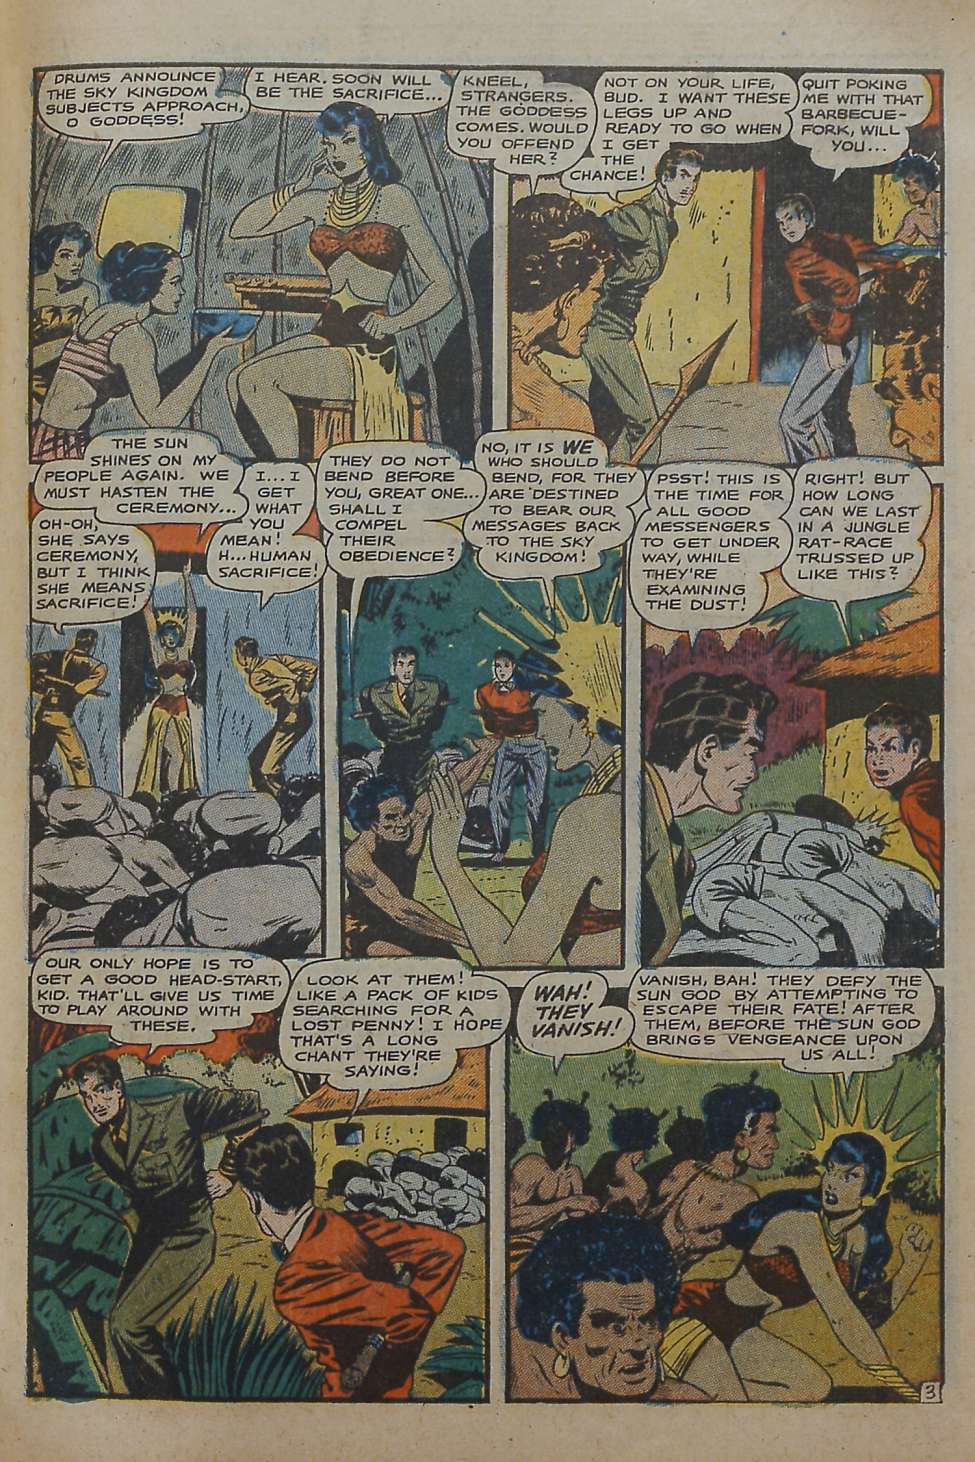 DRUMS ANNOUNCE
THE SKY KINGDOM
SUBJECTS APPROACH,
O GODDESS!
I HEAR. SOON WILL
BE THE SACRIFICE...
KNEEL,
STRANGERS.
THE GODDESS
COMES. WOULD
YOU OFFEND
HER?
NOT ON YOUR LIFE,
BUD. I WANT THESE
LEGS UP AND
READY TO GO WHEN
I GET
THE
CHANCE!
QUIT POKING
ME WITH THAT
BARBECUE-
FORK, WILL
YOU...
THE SUN
SHINES ON MY
PEOPLE AGAIN. WE
MUST HASTEN THE
CEREMONY...
OH-OH,
SHE SAYS
CEREMONY,
BUT I THINK
SHE MEANS
SACRIFICE!
I...I
GET
WHAT
YOU
MEAN!
H...HUMAN
SACRIFICE!
THEY DO NOT
BEND BEFORE
YOU, GREAT ONE...
SHALL I
COMPEL
THEIR
OBEDIENCE?
NO, IT IS WE
WHO SHOULD
BEND, FOR THEY
ARE DESTINED
TO BEAR OUR
MESSAGES BACK
TO THE SKY
KINGDOM!
PSST! THIS IS
THE TIME FOR
ALL GOOD
MESSENGERS
TO GET UNDER
WAY, WHILE
THEY'RE
EXAMINING
THE DUST!
RIGHT! BUT
HOW LONG
CAN WE LAST
IN A JUNGLE
RAT-RACE
TRUSSED UP
LIKE THIS?
OUR ONLY HOPE IS TO
GET A GOOD HEAD-START,
KID. THAT'LL GIVE US TIME
TO PLAY AROUND WITH
THESE.
LOOK AT THEM!
LIKE A PACK OF KIDS
SEARCHING FOR A
LOST PENNY! I HOPE
THAT'S A LONG
CHANT THEY'RE
SAYING!
WAH!
THEY
VANISH!
VANISH, BAH! THEY DEFY THE
SUN GOD BY ATTEMPTING TO
ESCAPE THEIR FATE! AFTER
THEM, BEFORE THE SUN GOD
BRINGS VENGEANCE UPON
US ALL!
3